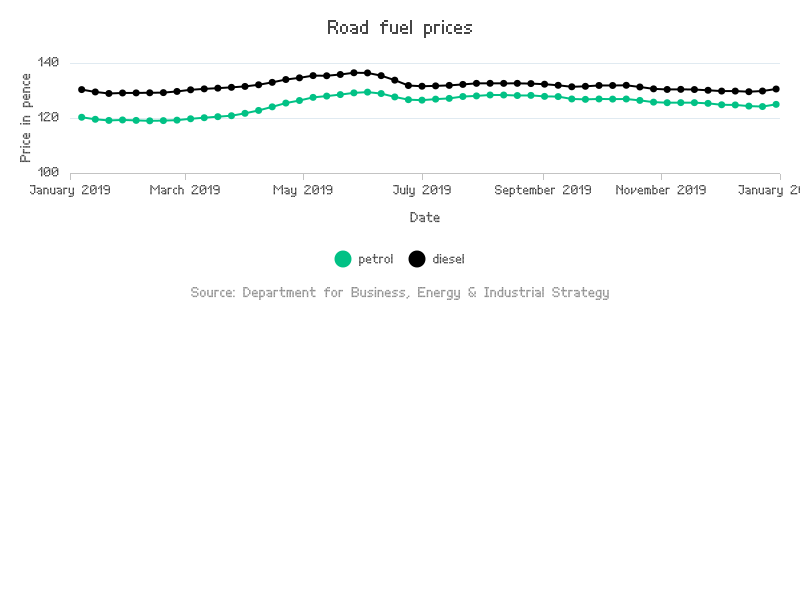 Road fuel prices
140
120
100
Price in pence
January 2019 March 2019 May 2019 July 2019 September 2019 November 2019 January 20
Date
petrol diesel
Source: Department for Business, Energy & Industrial Strategy